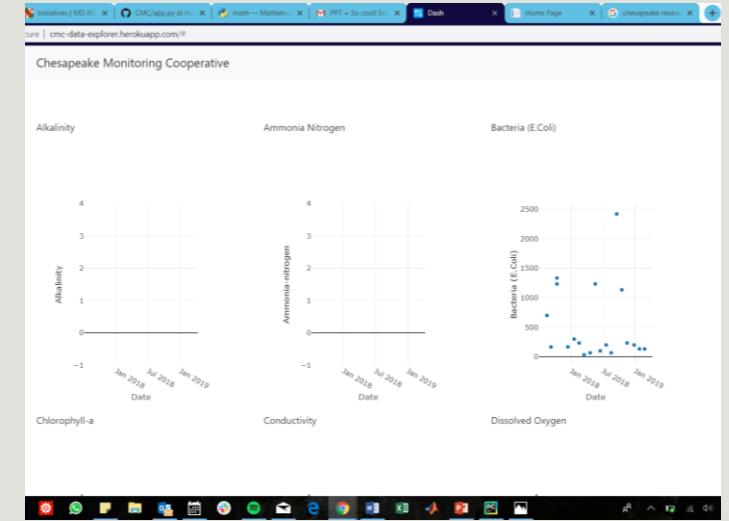 Initiatives | MD
CMC/app.py at m
math — Mathem
PPT = So cool! So
Dash
Home Page
chesapeake resear
cure | cmc-data-explorer.herokuapp.com/#
Chesapeake Monitoring Cooperative
Alkalinity
Ammonia Nitrogen
Bacteria (E.Coli)
4
3
2
1
0
−1
Alkalinity
Jan 2018
Jul 2018
Jan 2019
Date
4
3
2
1
0
−1
Ammonia-nitrogen
Jan 2018
Jul 2018
Jan 2019
Date
2500
2000
1500
1000
500
0
Bacteria (E.Coli)
Jan 2018
Jul 2018
Jan 2019
Date
Chlorophyll-a
Conductivity
Dissolved Oxygen